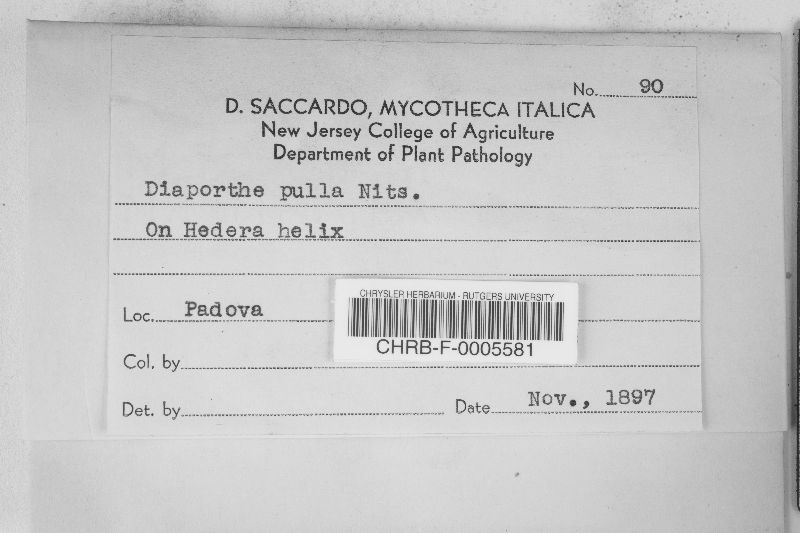 No. 90
D. SACCARDO, MYCOTHECA ITALICA
New Jersey College of Agriculture
Department of Plant Pathology
Diaporthe pulla Nits.
On Hedera helix
Loc. Padova
CHRYSLER HERBARIUM - RUTGERS UNIVERSITY
CHRB-F-0005581
Col. by
Det. by Date Nov., 1897